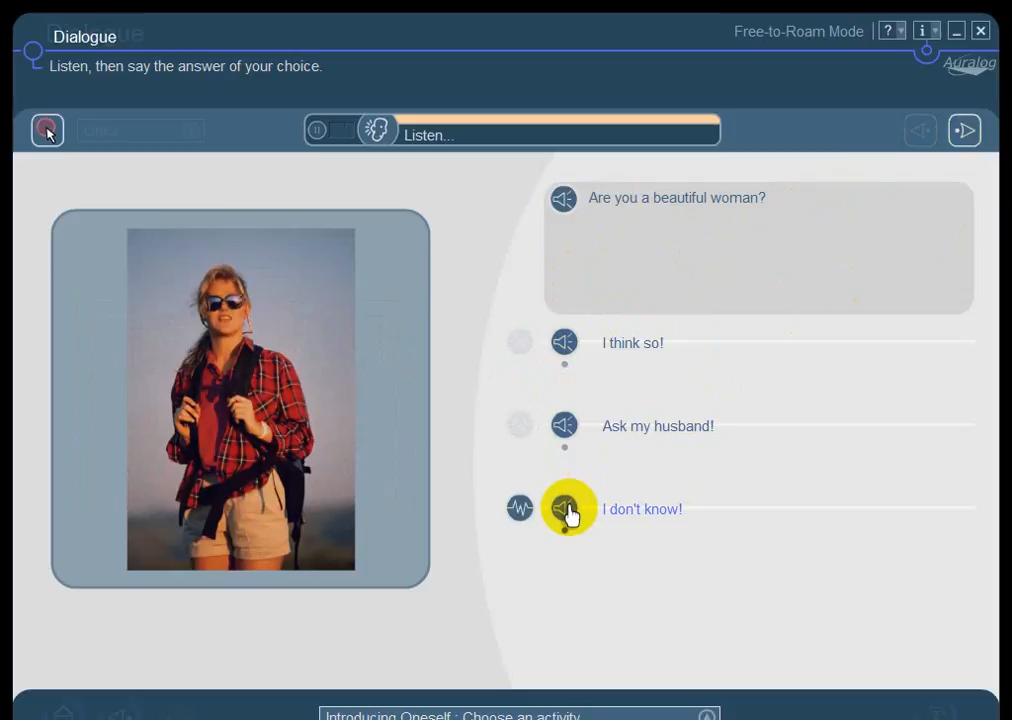 Dialogue
Free-to-Roam Mode
?
i
Listen, then say the answer of your choice.
Auralog
Listen...
Are you a beautiful woman?
I think so!
Ask my husband!
I don't know!
Introducing Oneself : Choose an activity